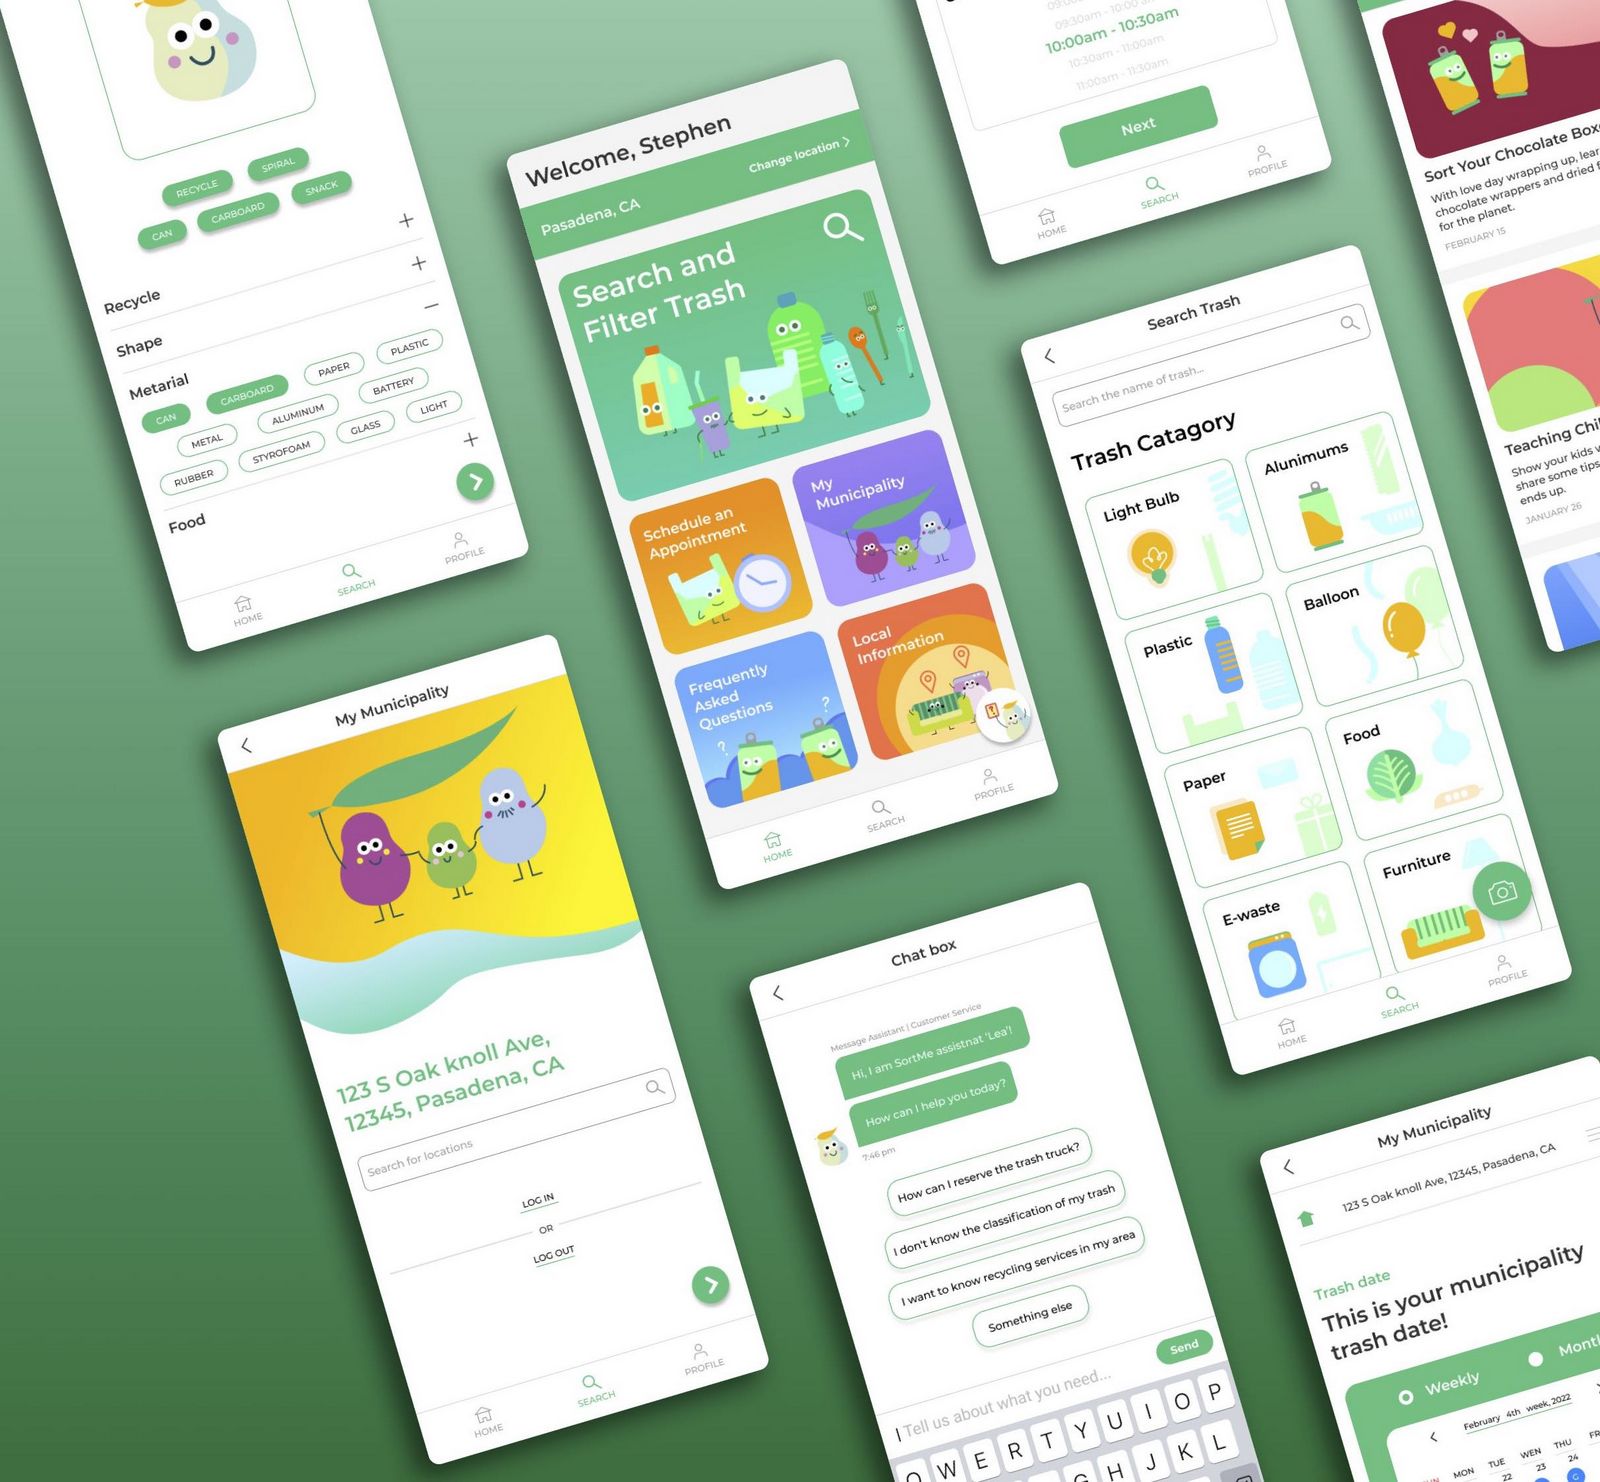 RECYCLE
SPIRAL
CAN
CARBOARD
SNACK
Recycle
Shape
Metarial
CAN
CARBOARD
PAPER
PLASTIC
METAL
ALUMINUM
BATTERY
RUBBER
STYROFOAM
GLASS
LIGHT
Food
HOME
SEARCH
PROFILE
Welcome, Stephen
Pasadena, CA
Change location
Search and
Filter Trash
Schedule an
Appointment
My
Municipality
Frequently
Asked
Questions
?
?
Local
Information
HOME
SEARCH
PROFILE
09:30am - 10:00am
10:00am - 10:30am
10:30am - 11:00am
11:00am - 11:30am
Next
HOME
SEARCH
PROFILE
Sort Your Chocolate
With love day wrapping up,
chocolate wrappers and dried
for the planet.
FEBRUARY 15
Teaching
Show your kids
share some tips
ends up.
JANUARY 26
Search Trash
Search the name of trash...
Trash Catagory
Light Bulb
Alunimums
Plastic
Balloon
Paper
Food
E-waste
Furniture
HOME
SEARCH
PROFILE
My Municipality
123 S Oak knoll Ave,
12345, Pasadena, CA
Search for locations
LOG IN
OR
LOG OUT
HOME
SEARCH
PROFILE
Chat box
Message Assistant | Customer Service
Hi, I am SortMe assistnat 'Lea'!
How can I help you today?
7:46 pm
How can I reserve the trash truck?
I don't know the classification of my trash
I want to know recycling services in my area
Something else
Send
Tell us about what you need...
Q W E R T Y U I O P
G H J K L
My Municipality
123 S Oak knoll Ave, 12345, Pasadena, CA
Trash date
This is your municipality
trash date!
Weekly
February 4th week, 2022
MON TUE WEN THU
22 23 24
G